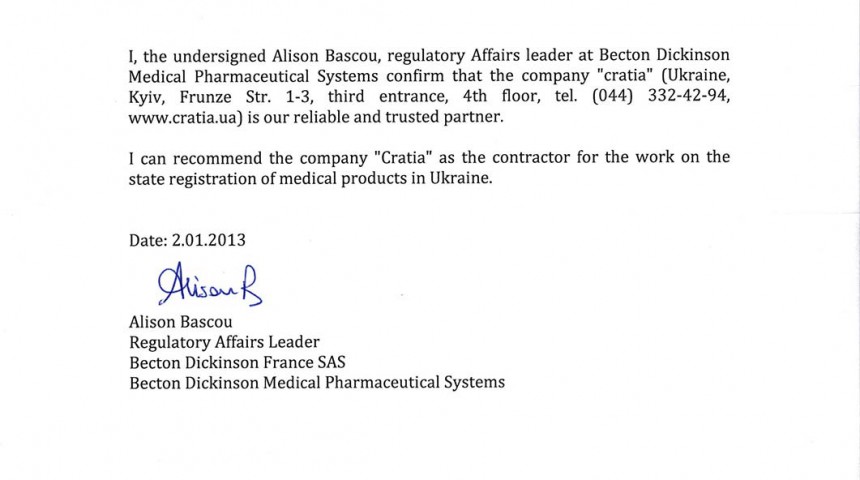 I, the undersigned Alison Bascou, regulatory Affairs leader at Becton Dickinson
Medical Pharmaceutical Systems confirm that the company "cratia" (Ukraine,
Kyiv, Frunze Str. 1-3, third entrance, 4th floor, tel. (044) 332-42-94,
www.cratia.ua) is our reliable and trusted partner.
I can recommend the company "Cratia" as the contractor for the work on the
state registration of medical products in Ukraine.
Date: 2.01.2013
Alison B
Alison Bascou
Regulatory Affairs Leader
Becton Dickinson France SAS
Becton Dickinson Medical Pharmaceutical Systems